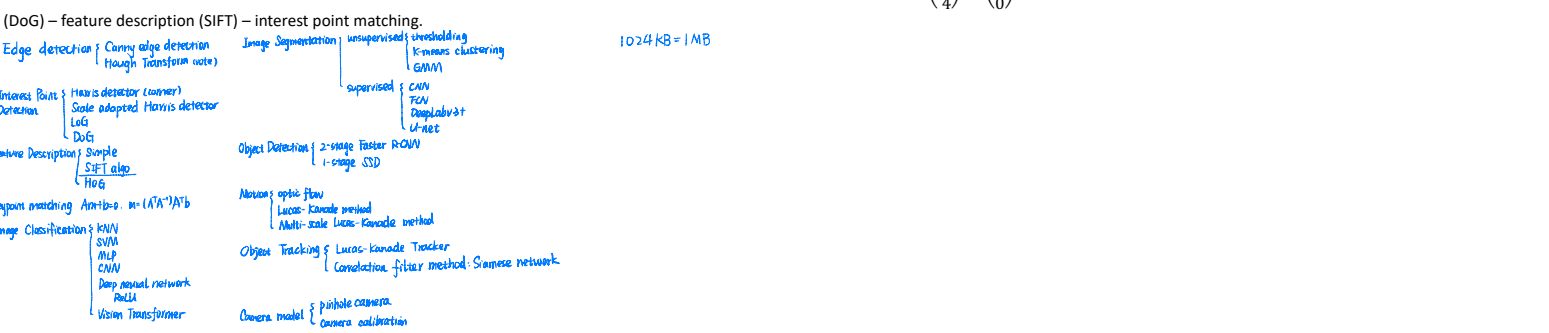 (DoG) – feature description (SIFT) – interest point matching.
Edge detection { Canny edge detection
Hough Transform (vote)
Interest Point Detection { Harris detector (corner)
Scale adapted Harris detector
LoG
DoG
Feature Description { Simple
SIFT algo
HoG
Keypoint matching Am+b=0. m=(AᵀA⁻¹)Aᵀb
Image Classification { KNN
SVM
MLP
CNN
Deep neural network
ReLU
Vision Transformer
Image Segmentation { unsupervised { thresholding
K-means clustering
GMM
supervised { CNN
FCN
DeepLabv3+
U-net
Object Detection { 2-stage Faster R-CNN
1-stage SSD
Motion { optic flow
Lucas-Kanade method
Multi-scale Lucas-Kanade method
Object Tracking { Lucas-Kanade Tracker
Correlation filter method: Siamese network
Camera model { pinhole camera
camera calibration
1024KB=1MB
4 0